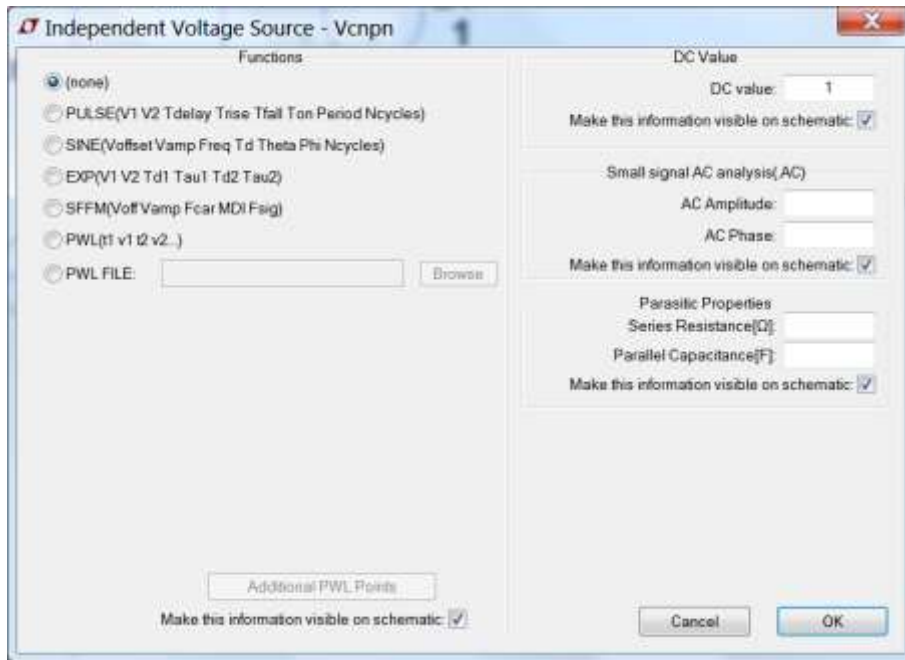 Independent Voltage Source - Vcnpn
1
Functions
(none)
PULSE(V1 V2 Tdelay Trise Tfall Ton Period Ncycles)
SINE(Voffset Vamp Freq Td Theta Phi Ncycles)
EXP(V1 V2 Td1 Tau1 Td2 Tau2)
SFFM(Voff Vamp Fcar MDI Fsig)
PWL(t1 v1 t2 v2...)
PWL FILE:
Browse
Additional PWL Points
Make this information visible on schematic:
DC Value
DC value: 1
Make this information visible on schematic:
Small signal AC analysis(.AC)
AC Amplitude:
AC Phase:
Make this information visible on schematic:
Parasitic Properties
Series Resistance[Ω]:
Parallel Capacitance[F]:
Make this information visible on schematic:
Cancel OK